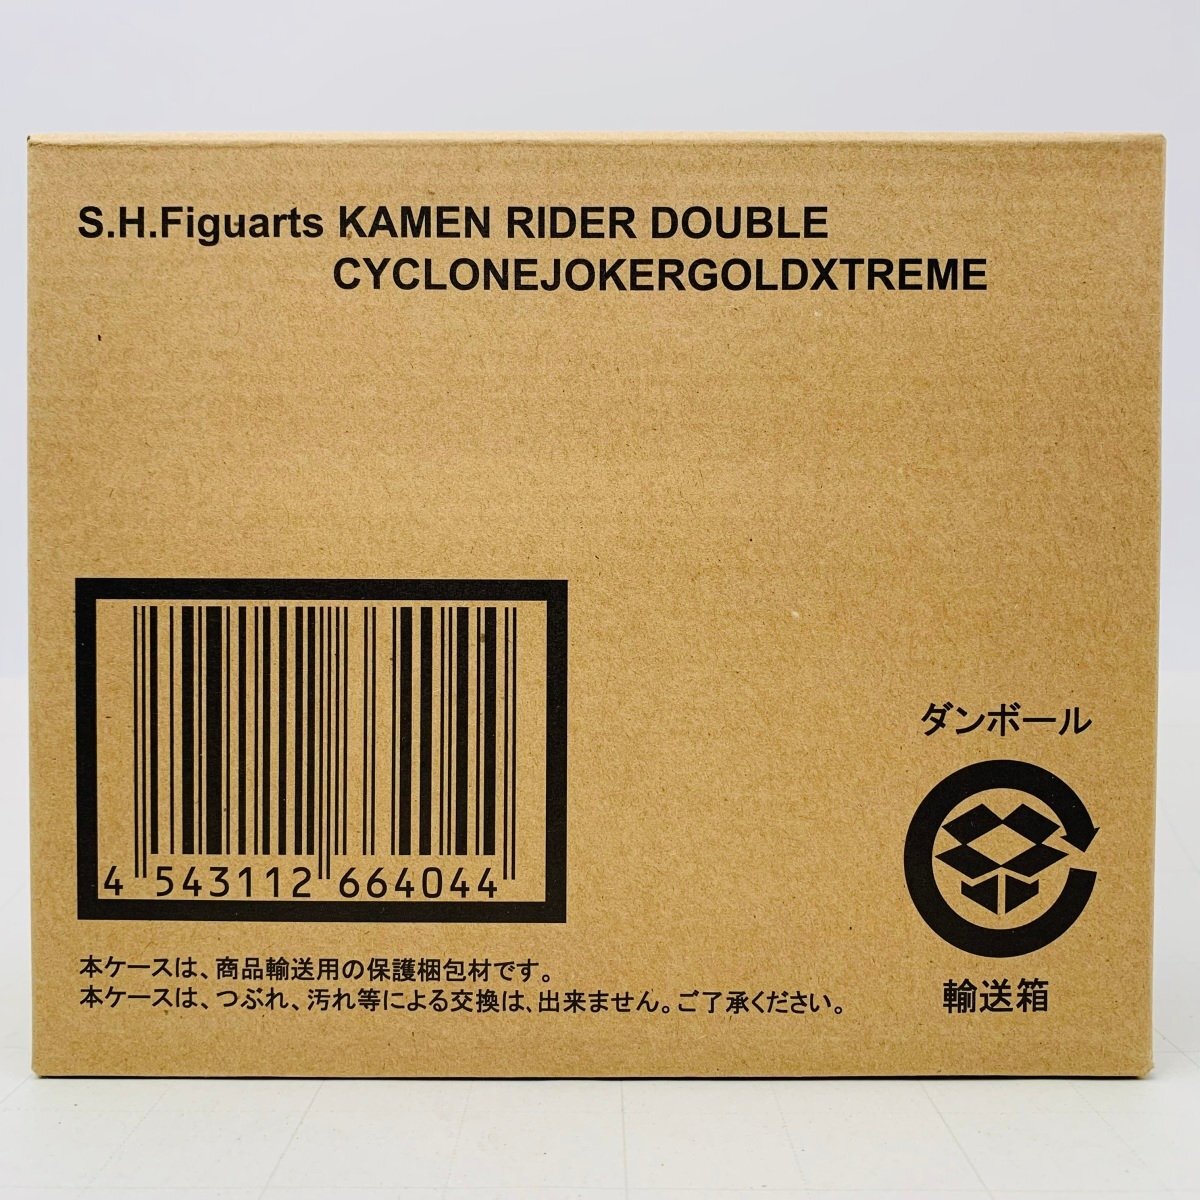 S.H.Figuarts KAMEN RIDER DOUBLE
CYCLONEJOKERGOLDXTREME
4 543112 664044
本ケースは、商品輸送用の保護梱包材です。
本ケースは、つぶれ、汚れ等による交換は、出来ません。ご了承ください。
ダンボール
輸送箱